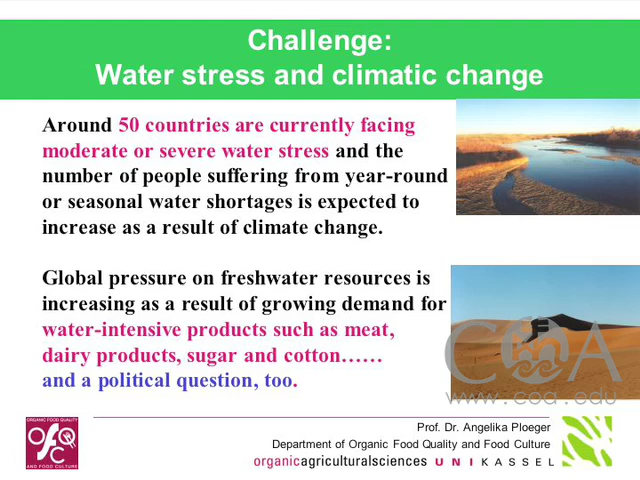 Challenge:
Water stress and climatic change
Around 50 countries are currently facing
moderate or severe water stress and the
number of people suffering from year-round
or seasonal water shortages is expected to
increase as a result of climate change.
Global pressure on freshwater resources is
increasing as a result of growing demand for
water-intensive products such as meat,
dairy products, sugar and cotton……
and a political question, too.
COA
www.coa.edu
ORGANIC FOOD QUALITY
OFQC
AND FOOD CULTURE
Prof. Dr. Angelika Ploeger
Department of Organic Food Quality and Food Culture
organicagriculturalsciences UNIKASSEL